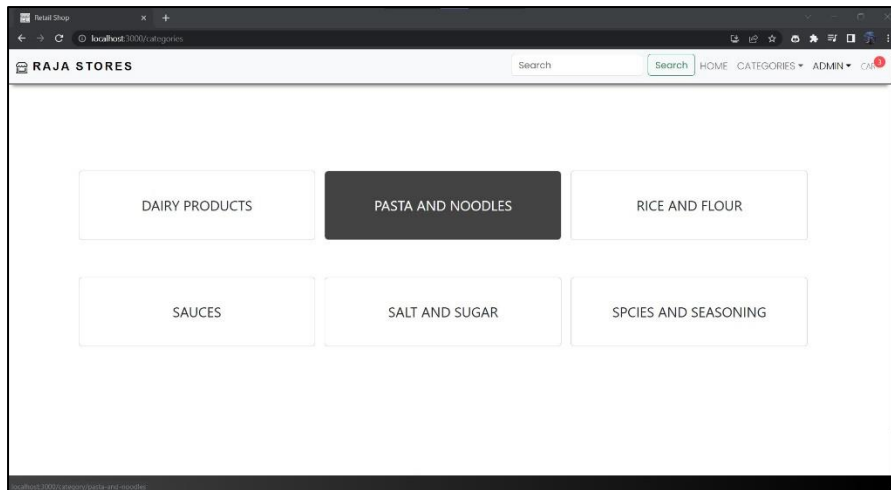 Retail Shop
localhost:3000/categories
RAJA STORES
Search
Search
HOME CATEGORIES ADMIN CART
DAIRY PRODUCTS
PASTA AND NOODLES
RICE AND FLOUR
SAUCES
SALT AND SUGAR
SPCIES AND SEASONING
localhost:3000/category/pasta-and-noodles